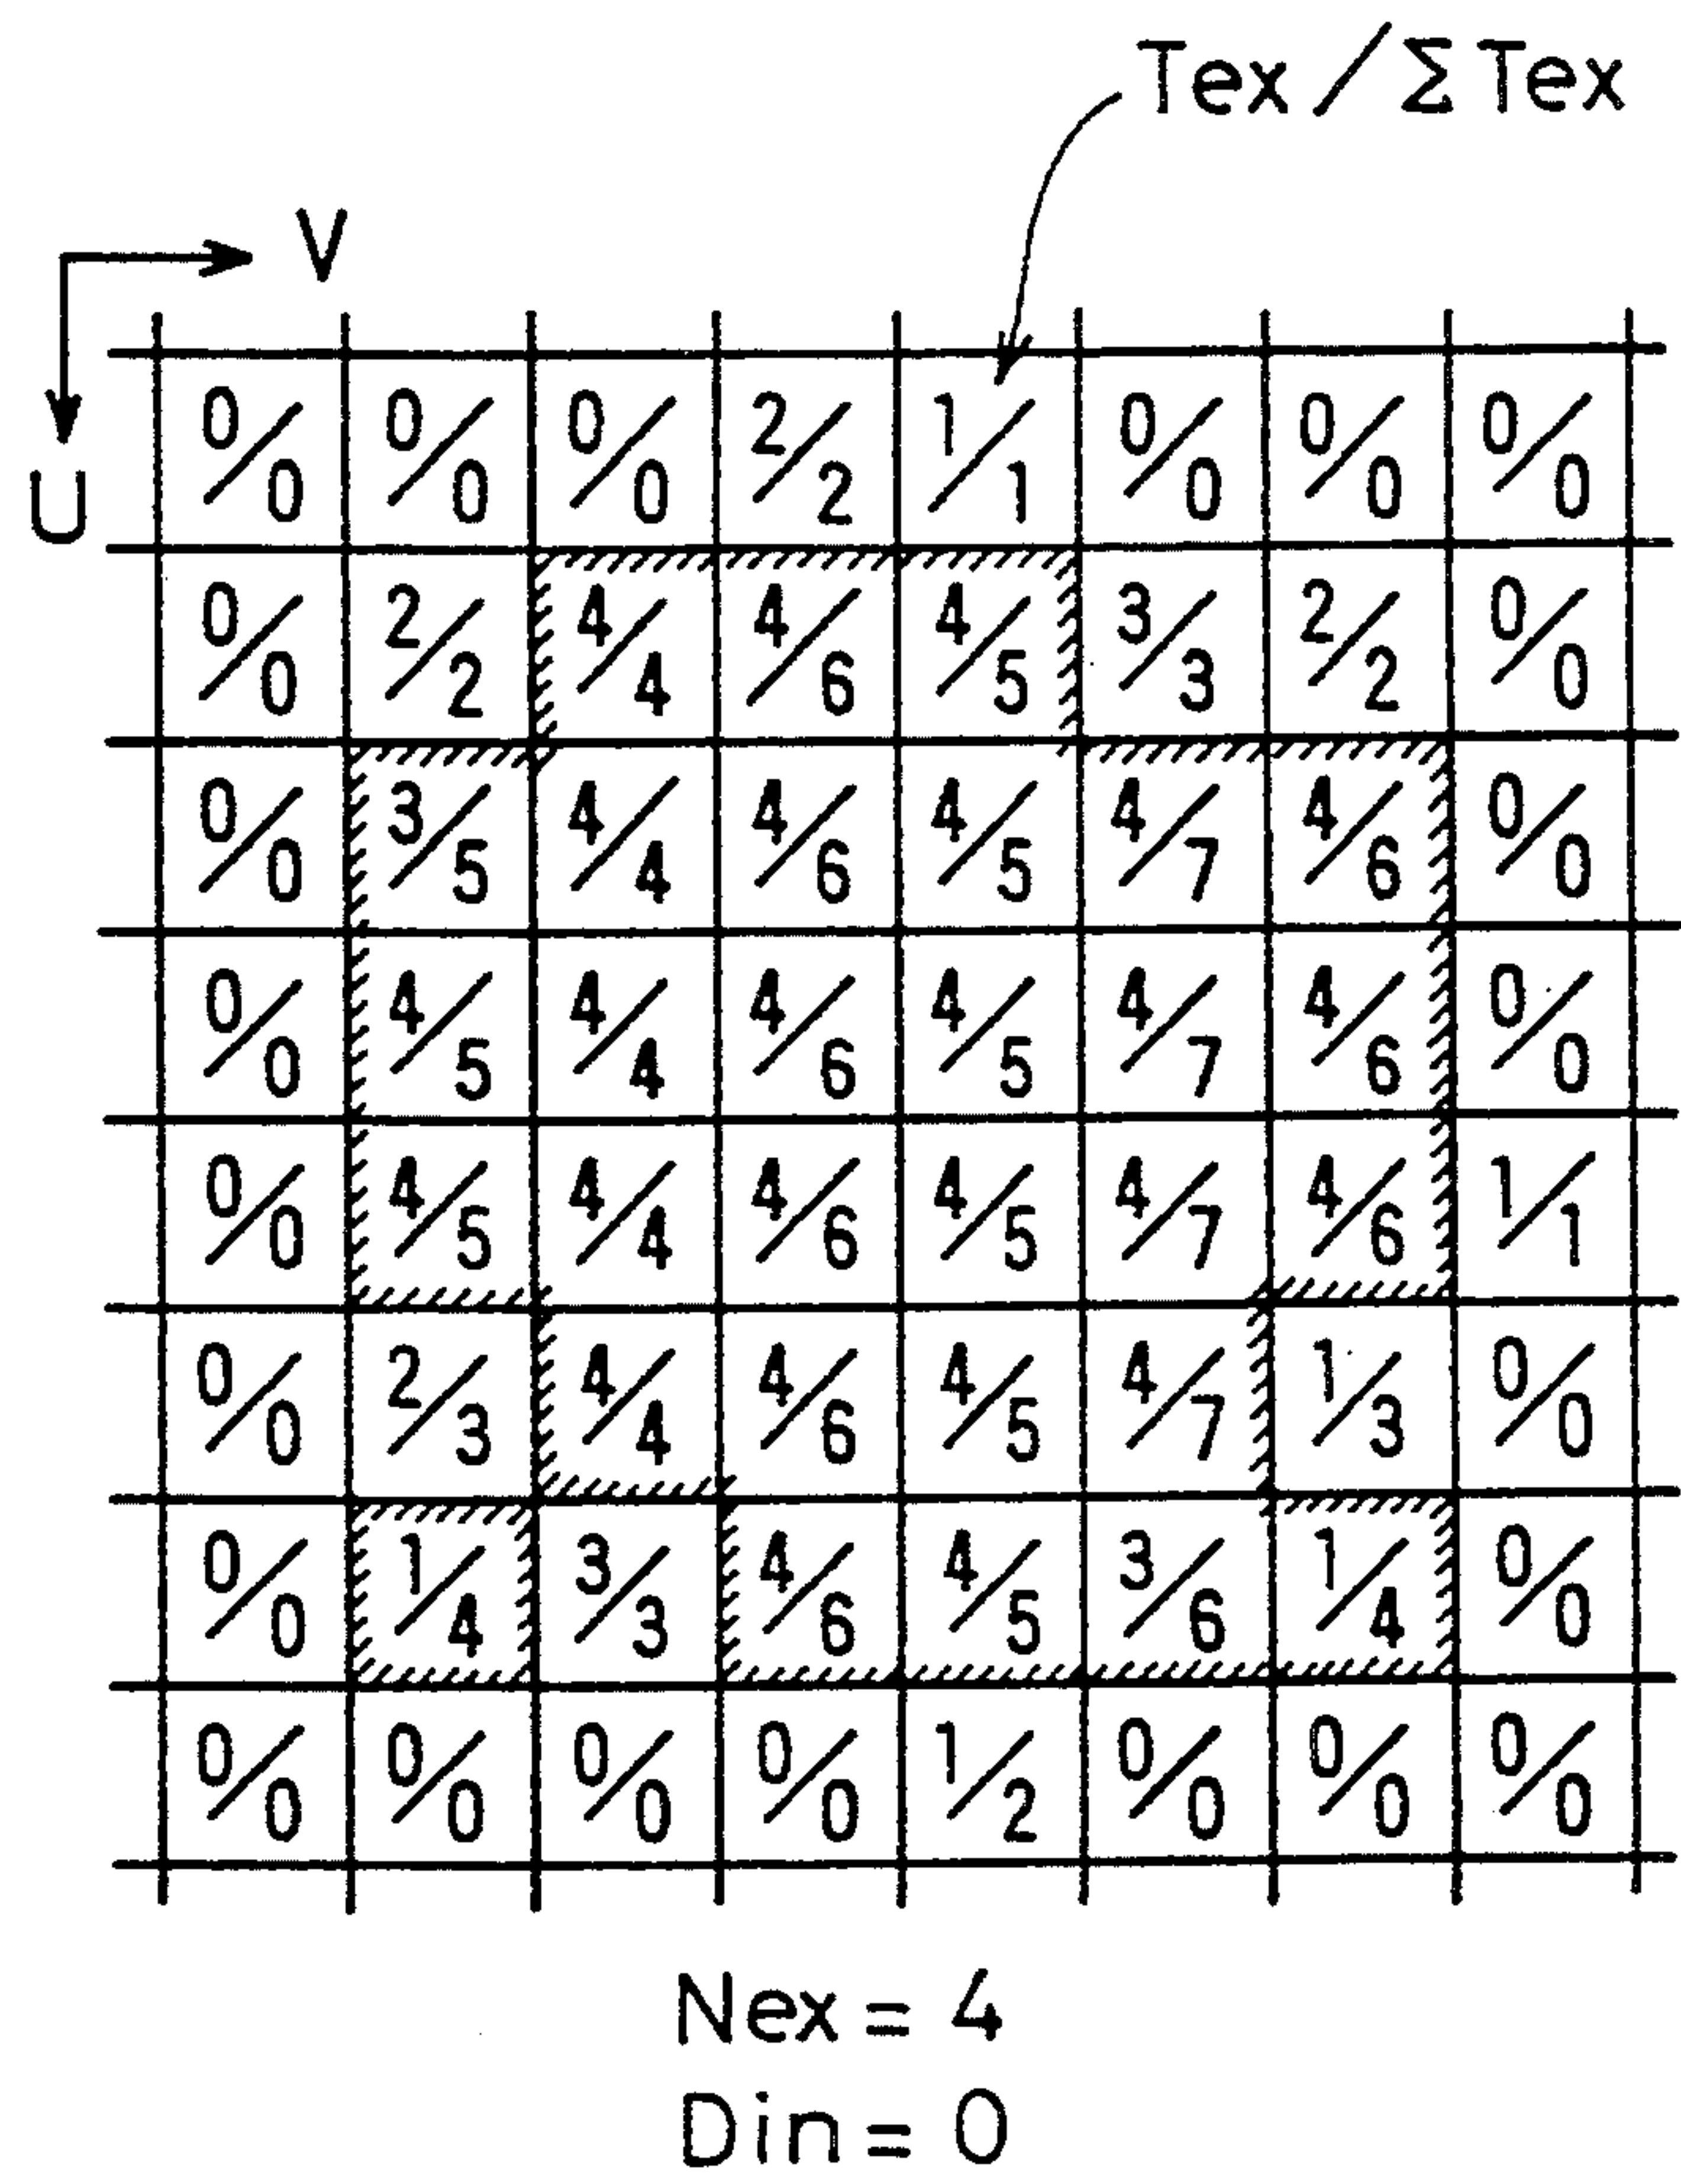 Tex/ΣTex
V
U
0/0 0/0 0/0 2/2 1/1 0/0 0/0 0/0
0/0 2/2 4/4 4/6 4/5 3/3 2/2 0/0
0/0 3/5 4/4 4/6 4/5 4/7 4/6 0/0
0/0 4/5 4/4 4/6 4/5 4/7 4/6 0/0
0/0 4/5 4/4 4/6 4/5 4/7 4/6 1/1
0/0 2/3 4/4 4/6 4/5 4/7 1/3 0/0
0/0 1/4 3/3 4/6 4/5 3/6 1/4 0/0
0/0 0/0 0/0 0/0 1/2 0/0 0/0 0/0
Nex = 4
Din = 0